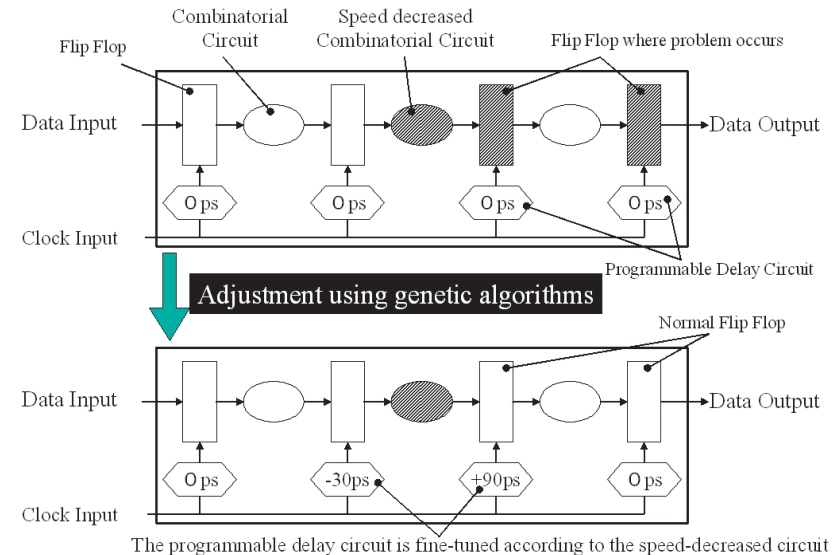 Combinatorial
Circuit
Speed decreased
Combinatorial Circuit
Flip Flop
Flip Flop where problem occurs
Data Input
Data Output
0 ps
0 ps
0 ps
0 ps
Clock Input
Programmable Delay Circuit
Adjustment using genetic algorithms
Normal Flip Flop
Data Input
Data Output
0 ps
-30ps
+90ps
0 ps
Clock Input
The programmable delay circuit is fine-tuned according to the speed-decreased circuit